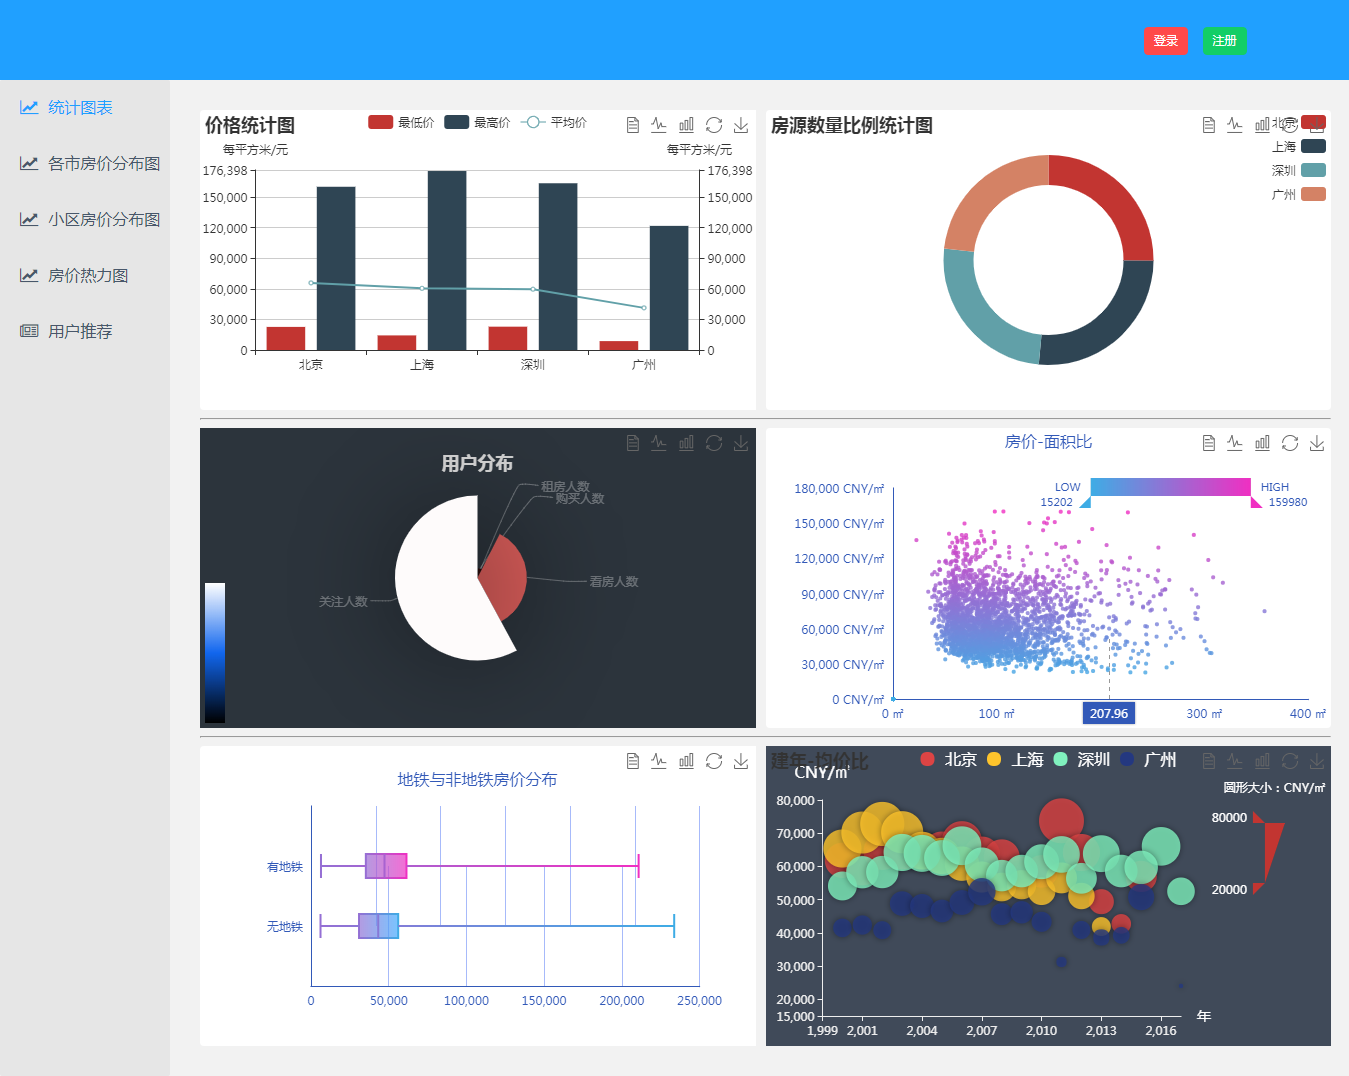 登录 注册
统计图表
各市房价分布图
小区房价分布图
房价热力图
用户推荐
价格统计图
最低价 最高价 平均价
每平方米/元 每平方米/元
176,398 176,398
150,000 150,000
120,000 120,000
90,000 90,000
60,000 60,000
30,000 30,000
0 0
北京 上海 深圳 广州
房源数量比例统计图
北京
上海
深圳
广州
用户分布
租房人数
购买人数
看房人数
关注人数
房价-面积比
LOW HIGH
15202 159980
180,000 CNY/㎡
150,000 CNY/㎡
120,000 CNY/㎡
90,000 CNY/㎡
60,000 CNY/㎡
30,000 CNY/㎡
0 CNY/㎡
0 ㎡ 100 ㎡ 207.96 300 ㎡ 400 ㎡
地铁与非地铁房价分布
有地铁
无地铁
0 50,000 100,000 150,000 200,000 250,000
建年-均价比
北京 上海 深圳 广州
CNY/㎡
圆形大小：CNY/㎡
80000
20000
80,000
70,000
60,000
50,000
40,000
30,000
20,000
15,000
1,999 2,001 2,004 2,007 2,010 2,013 2,016
年